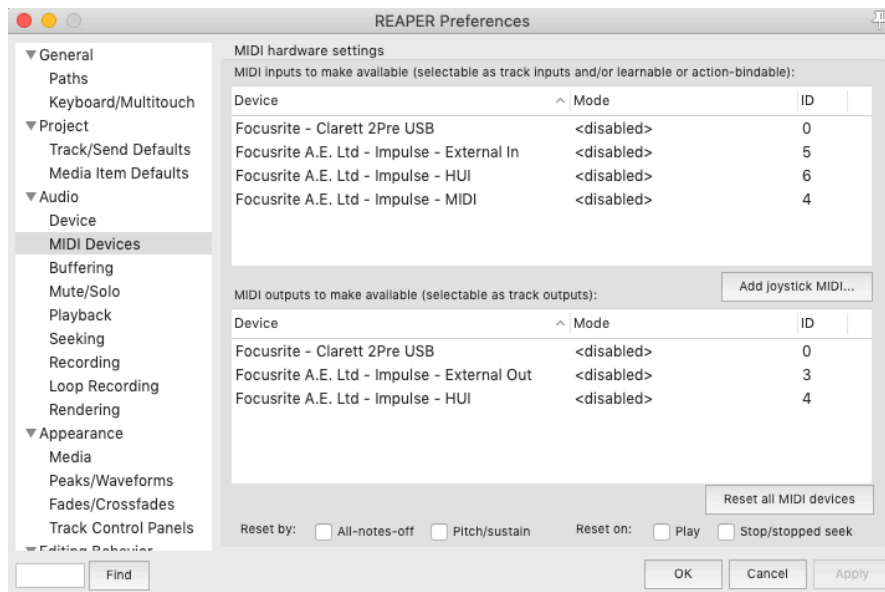 REAPER Preferences
General
Paths
Keyboard/Multitouch
Project
Track/Send Defaults
Media Item Defaults
Audio
Device
MIDI Devices
Buffering
Mute/Solo
Playback
Seeking
Recording
Loop Recording
Rendering
Appearance
Media
Peaks/Waveforms
Fades/Crossfades
Track Control Panels
Editing Behavior
Find
MIDI hardware settings
MIDI inputs to make available (selectable as track inputs and/or learnable or action-bindable):
Device Mode ID
Focusrite - Clarett 2Pre USB <disabled> 0
Focusrite A.E. Ltd - Impulse - External In <disabled> 5
Focusrite A.E. Ltd - Impulse - HUI <disabled> 6
Focusrite A.E. Ltd - Impulse - MIDI <disabled> 4
Add joystick MIDI...
MIDI outputs to make available (selectable as track outputs):
Device Mode ID
Focusrite - Clarett 2Pre USB <disabled> 0
Focusrite A.E. Ltd - Impulse - External Out <disabled> 3
Focusrite A.E. Ltd - Impulse - HUI <disabled> 4
Reset all MIDI devices
Reset by: All-notes-off Pitch/sustain Reset on: Play Stop/stopped seek
OK Cancel Apply